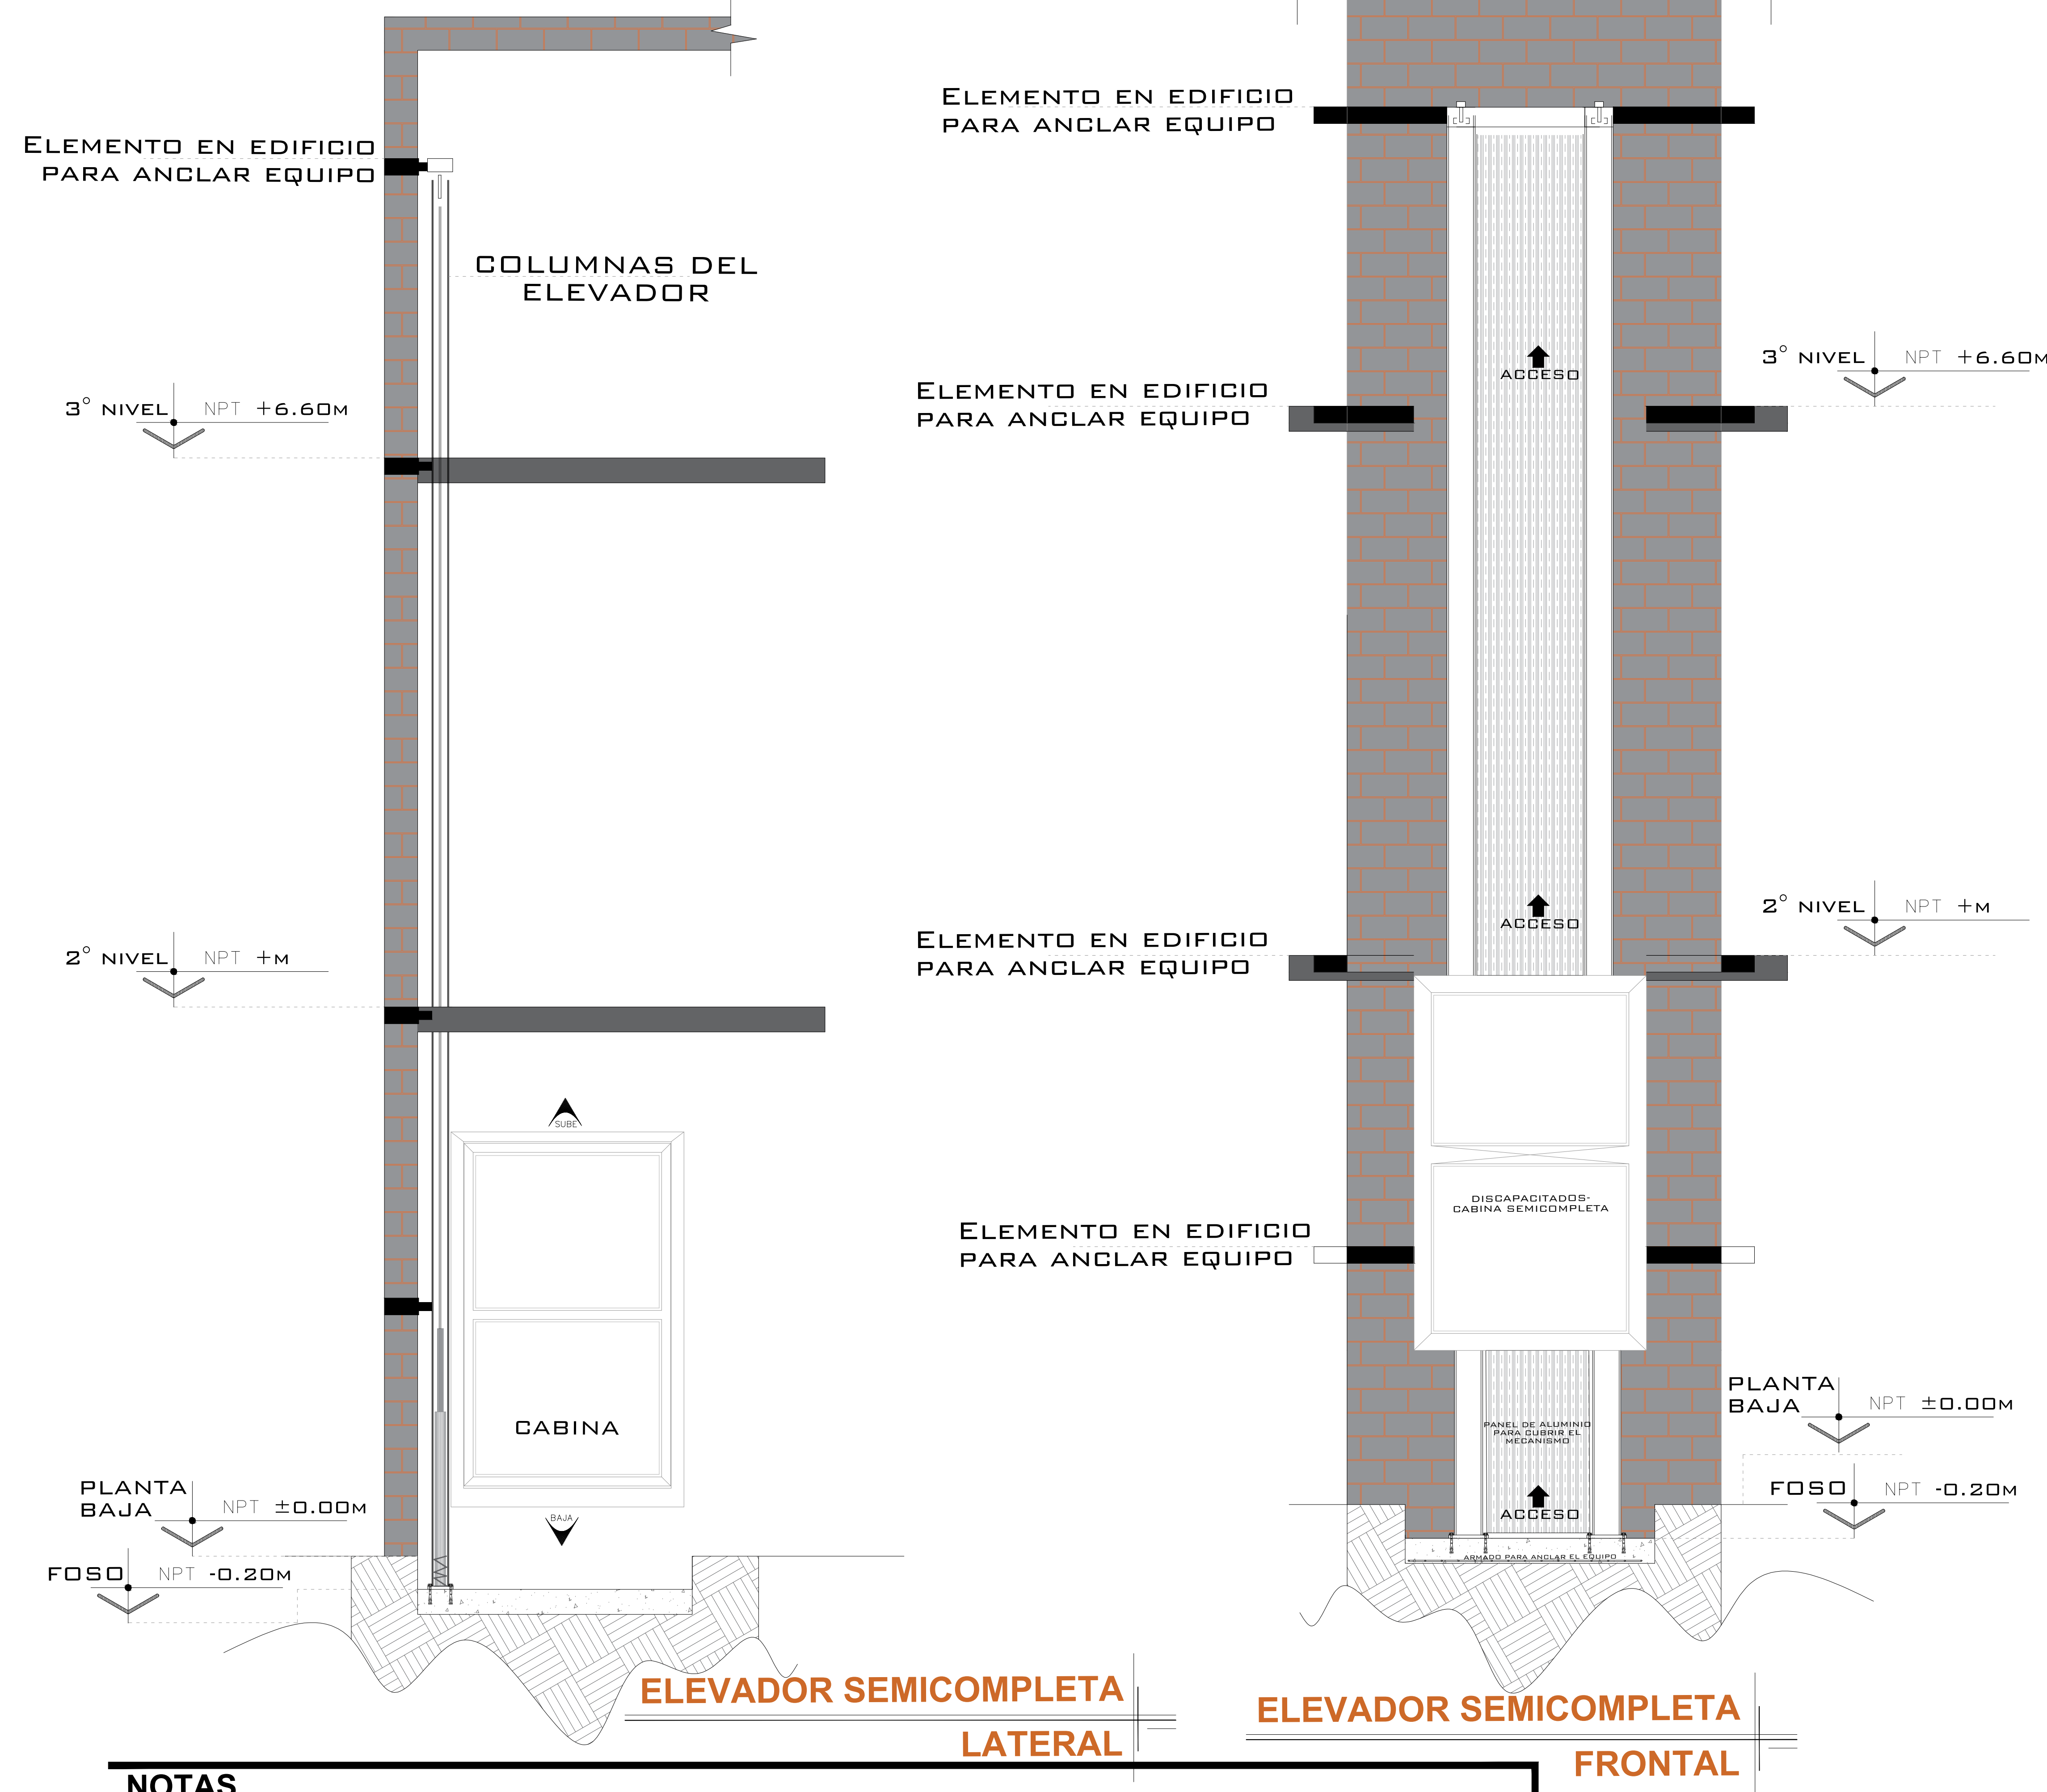 Elemento en edificio
para anclar equipo
COLUMNAS DEL
ELEVADOR
3° nivel NPT +6.60m
2° nivel NPT +m
SUBE
CABINA
BAJA
PLANTA
BAJA NPT ±0.00m
FOSO NPT -0.20m
ELEVADOR SEMICOMPLETA
LATERAL
Elemento en edificio
para anclar equipo
ACCESO
Elemento en edificio
para anclar equipo
3° nivel NPT +6.60m
ACCESO
Elemento en edificio
para anclar equipo
2° nivel NPT +m
DISCAPACITADOS-
CABINA SEMICOMPLETA
Elemento en edificio
para anclar equipo
PANEL DE ALUMINIO
PARA CUBRIR EL
MECANISMO
ACCESO
ARMADO PARA ANCLAR EL EQUIPO
PLANTA
BAJA NPT ±0.00m
FOSO NPT -0.20m
ELEVADOR SEMICOMPLETA
FRONTAL
NOTAS